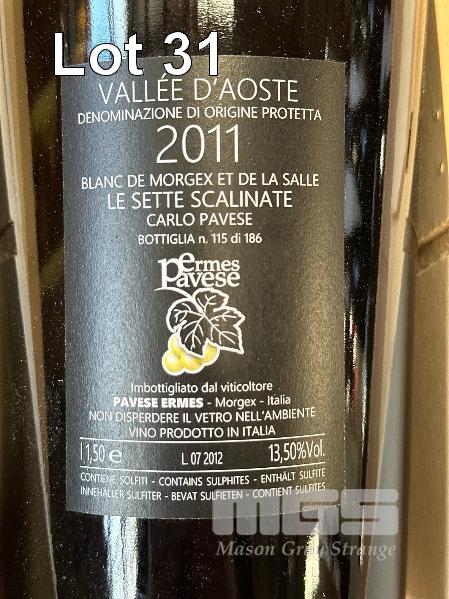 Lot 31
VALLÉE D'AOSTE
DENOMINAZIONE DI ORIGINE PROTETTA
2011
BLANC DE MORGEX ET DE LA SALLE
LE SETTE SCALINATE
CARLO PAVESE
BOTTIGLIA n. 115 di 186
Ermes
Pavese
Imbottigliato dal viticoltore
PAVESE ERMES - Morgex - Italia
NON DISPERDERE IL VETRO NELL'AMBIENTE
VINO PRODOTTO IN ITALIA
l 1,50 e L. 07 2012 13,50%Vol.
CONTIENE SOLFITI - CONTAINS SULPHITES - ENTHÄLT SULFITE
INNEHÅLLER SULFITER - BEVAT SULFIETEN - CONTIENT SULFITES
MGS
Mason Gray Strange